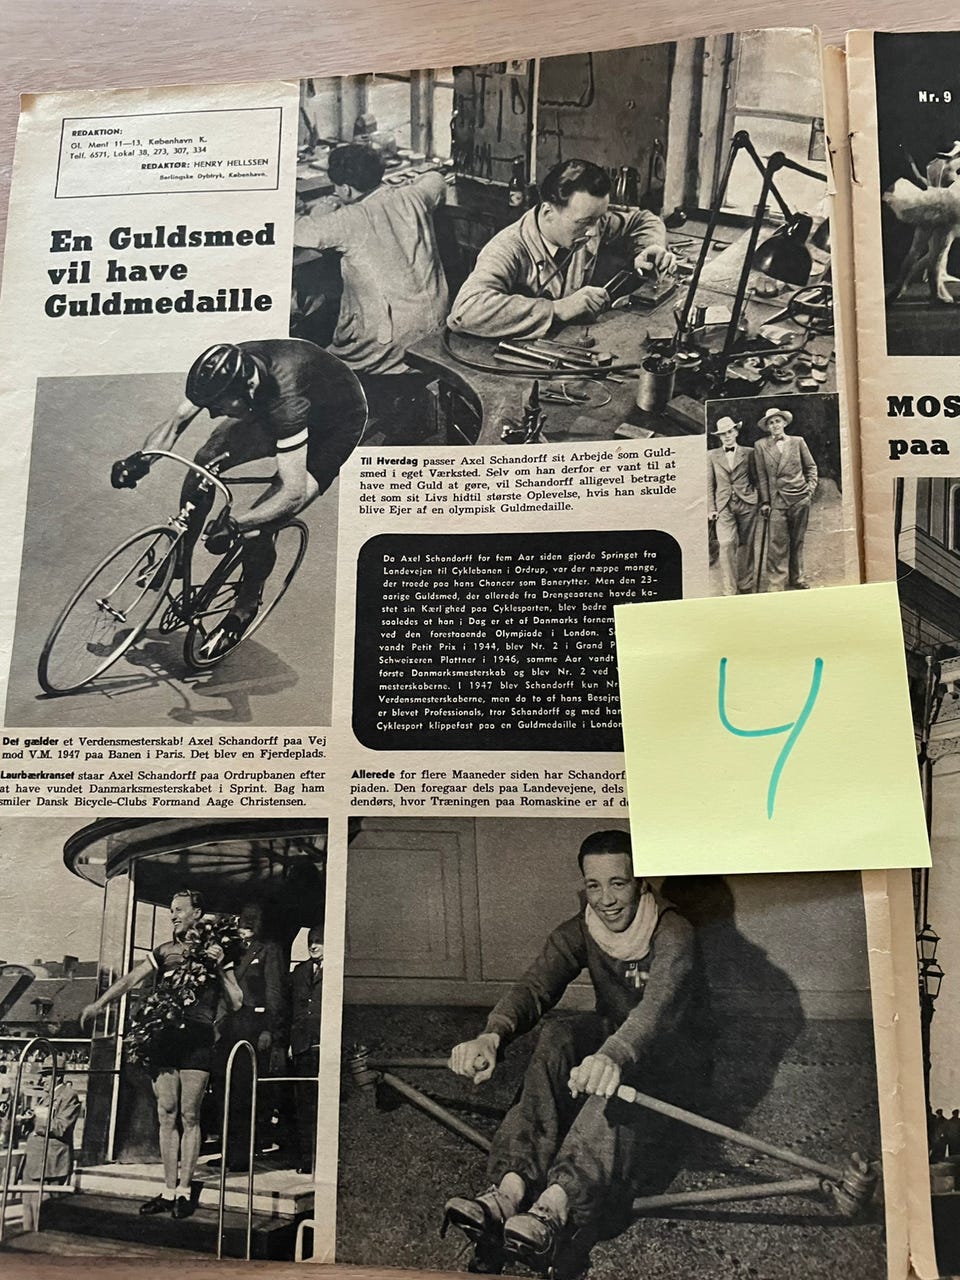 REDAKTION:
Gl. Mønt 11—13, København K.
Telf. 6571, Lokal 38, 273, 307, 334
REDAKTØR: HENRY HELLSSEN
Berlingske Dybtryk, København.
En Guldsmed
vil have
Guldmedaille
Til Hverdag passer Axel Schandorff sit Arbejde som Guld-
smed i eget Værksted. Selv om han derfor er vant til at
have med Guld at gøre, vil Schandorff alligevel betragte
det som sit Livs hidtil største Oplevelse, hvis han skulde
blive Ejer af en olympisk Guldmedaille.
Da Axel Schandorff for fem Aar siden gjorde Springet fra
Landevejen til Cyklebanen i Ordrup, var der næppe mange,
der troede paa hans Chancer som Banerytter. Men den 23-
aarige Guldsmed, der allerede fra Drengeaarene havde ka-
stet sin Kærlighed paa Cyklesporten, blev bedre
saaledes at han i Dag er et af Danmarks
ved den forestaaende Olympiade i London.
vandt Petit Prix i 1944, blev Nr. 2 i Grand
Schweizeren Plattner i 1946, samme Aar vandt
første Danmarksmesterskab og blev Nr. 2 ved
mesterskaberne. I 1947 blev Schandorff kun
Verdensmesterskaberne, men da to af hans
er blevet Professionals, tror Schandorff og med
Cyklesport klippefast paa en Guldmedaille i London
Det gælder et Verdensmesterskab! Axel Schandorff paa Vej
mod V.M. 1947 paa Banen i Paris. Det blev en Fjerdeplads.
Laurbærkranset staar Axel Schandorff paa Ordrupbanen efter
at have vundet Danmarksmesterskabet i Sprint. Bag ham
smiler Dansk Bicycle-Clubs Formand Aage Christensen.
Allerede for flere Maaneder siden har
piaden. Den foregaar dels paa Landevejene, dels
dendørs, hvor Træningen paa Romaskine er af
4
Nr. 9
MOS
paa